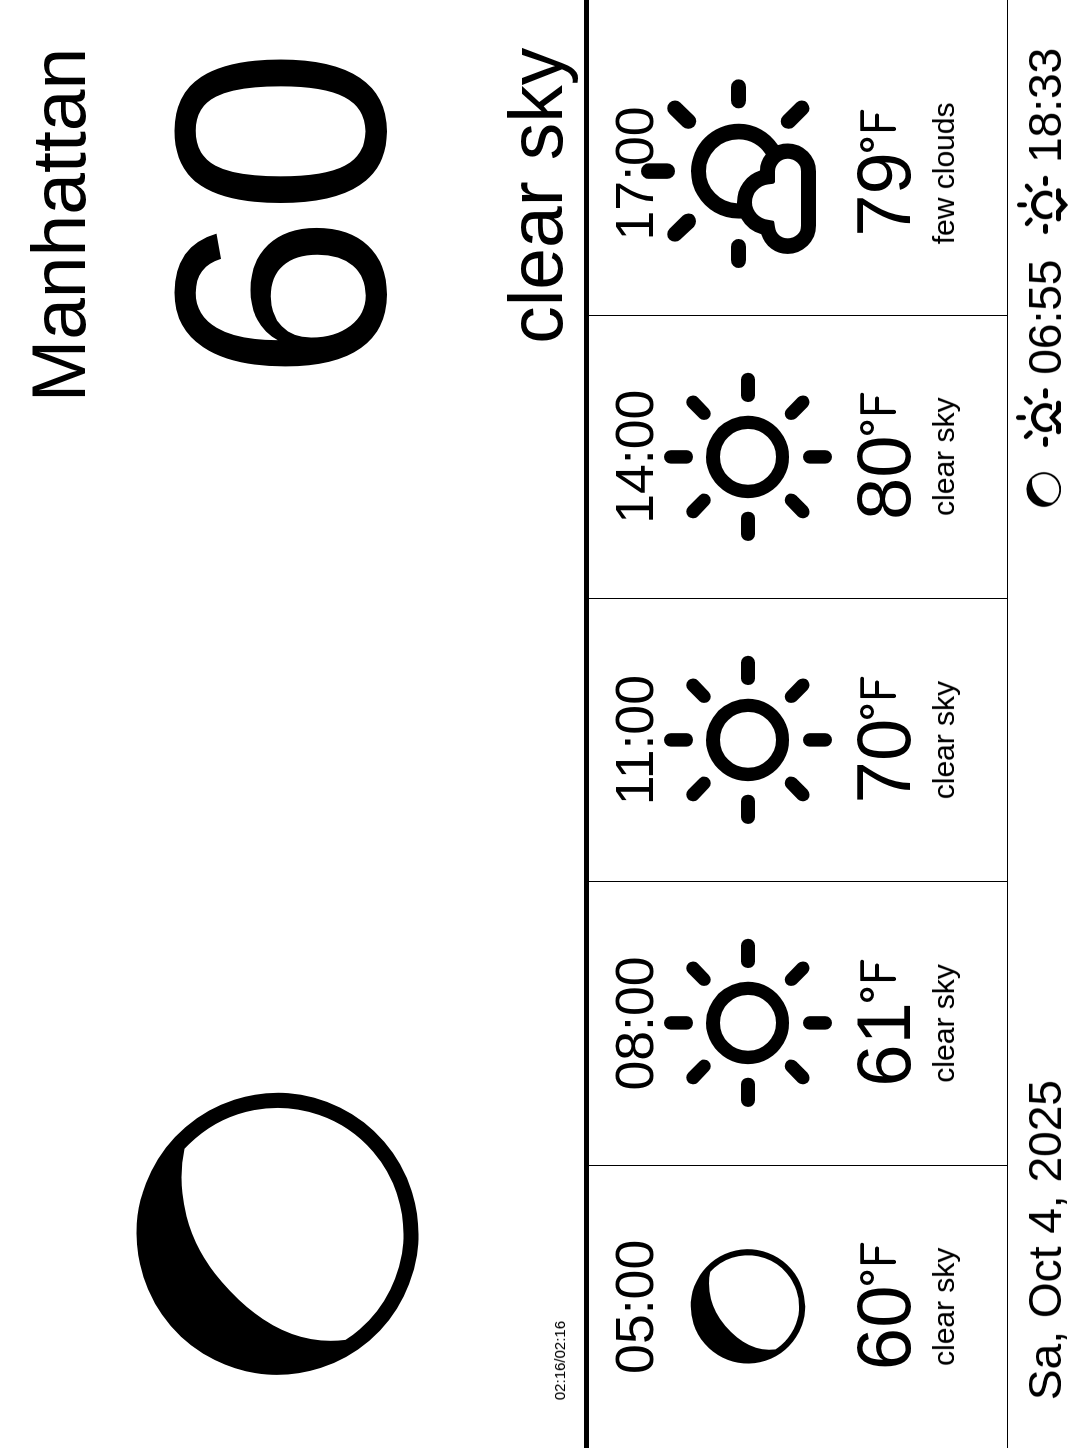 Manhattan
60
clear sky
02:16/02:16
05:00
08:00
11:00
14:00
17:00
60°F
61°F
70°F
80°F
79°F
clear sky
clear sky
clear sky
clear sky
few clouds
Sa, Oct 4, 2025
06:55
18:33